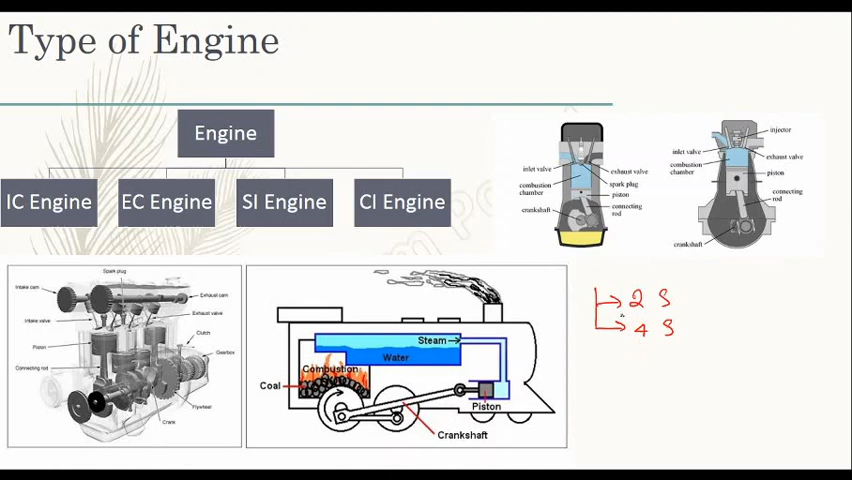 Type of Engine
Engine
IC Engine EC Engine SI Engine CI Engine
inlet valve
combustion chamber
crankshaft
exhaust valve
spark plug
piston
connecting rod
injector
inlet valve
combustion chamber
exhaust valve
piston
connecting rod
crankshaft
Spark plug
Intake cam
Exhaust cam
Intake valve
Exhaust valve
Piston
Clutch
Connecting rod
Gearbox
Flywheel
Crank
Steam
Water
Combustion
Coal
Piston
Crankshaft
2 S
4 S